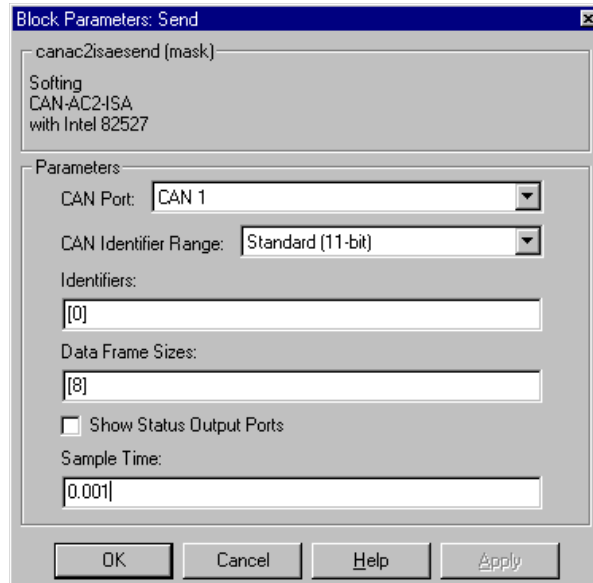 Block Parameters: Send
canac2isaesend (mask)
Softing
CAN-AC2-ISA
with Intel 82527
Parameters
CAN Port: CAN 1
CAN Identifier Range: Standard (11-bit)
Identifiers:
[0]
Data Frame Sizes:
[8]
Show Status Output Ports
Sample Time:
0.001
OK Cancel Help Apply